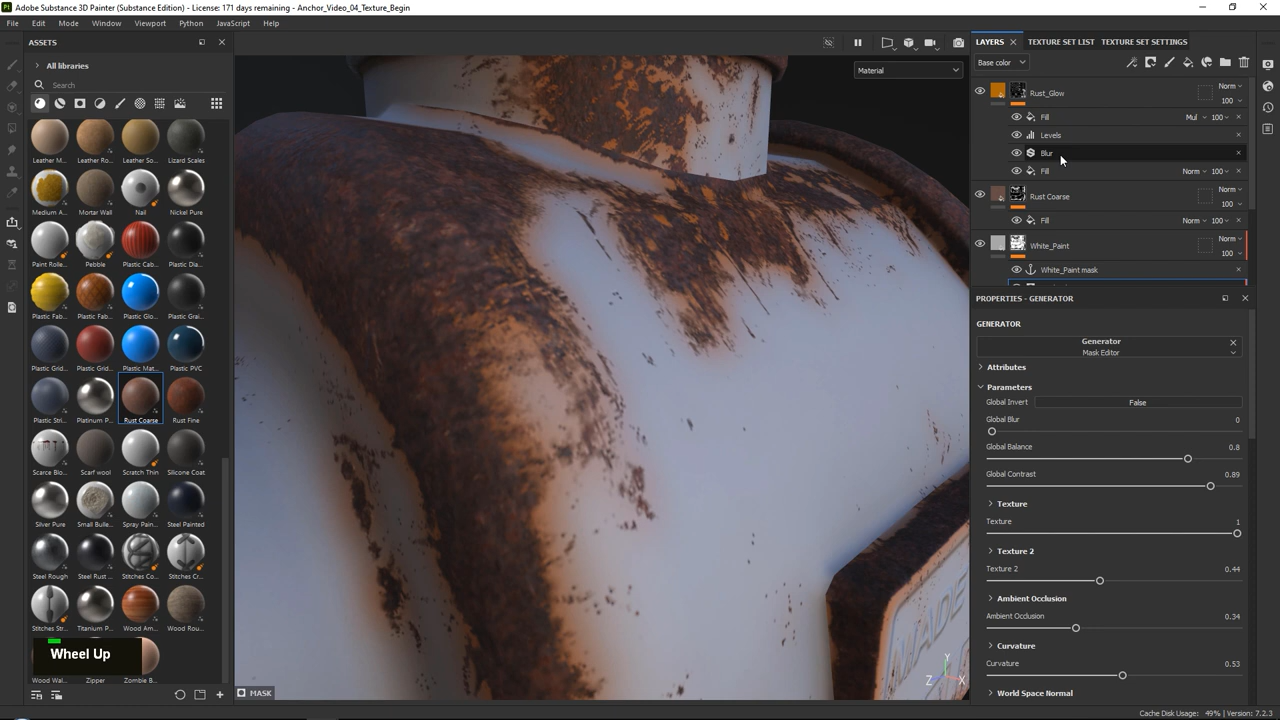 Adobe Substance 3D Painter (Substance Edition) - License: 171 days remaining - Anchor_Video_04_Texture_Begin
File Edit Mode Window Viewport Python JavaScript Help
ASSETS
All libraries
Search
Leather M... Leather Ro... Leather So... Lizard Scales
Medium A... Mortar Wall Nail Nickel Pure
Paint Rolle... Pebble Plastic Cab... Plastic Dia...
Plastic Fab... Plastic Fab... Plastic Glo... Plastic Grai...
Plastic Grid... Plastic Grid... Plastic Mat... Plastic PVC
Plastic Stri... Platinum P... Rust Coarse Rust Fine
Scarce Blo... Scarf wool Scratch Thin Silicone Coat
Silver Pure Small Bulle... Spray Pain... Steel Painted
Steel Rough Steel Rust ... Stitches Co... Stitches Cr...
Stitches Str... Titanium P... Wood Am... Wood Rou...
Wheel Up
Wood Wal... Zipper Zombie B...
Material
MADE
MASK
Y
Z X
LAYERS TEXTURE SET LIST TEXTURE SET SETTINGS
Base color
Rust_Glow Norm
100
Fill Mul 100
Levels
Blur
Fill Norm 100
Rust Coarse Norm
100
Fill Norm 100
White_Paint Norm
100
White_Paint mask
PROPERTIES - GENERATOR
GENERATOR
Generator
Mask Editor
Attributes
Parameters
Global Invert False
Global Blur 0
Global Balance 0.8
Global Contrast 0.89
Texture
Texture 1
Texture 2
Texture 2 0.44
Ambient Occlusion
Ambient Occlusion 0.34
Curvature
Curvature 0.53
World Space Normal
Cache Disk Usage: 49% | Version: 7.2.3